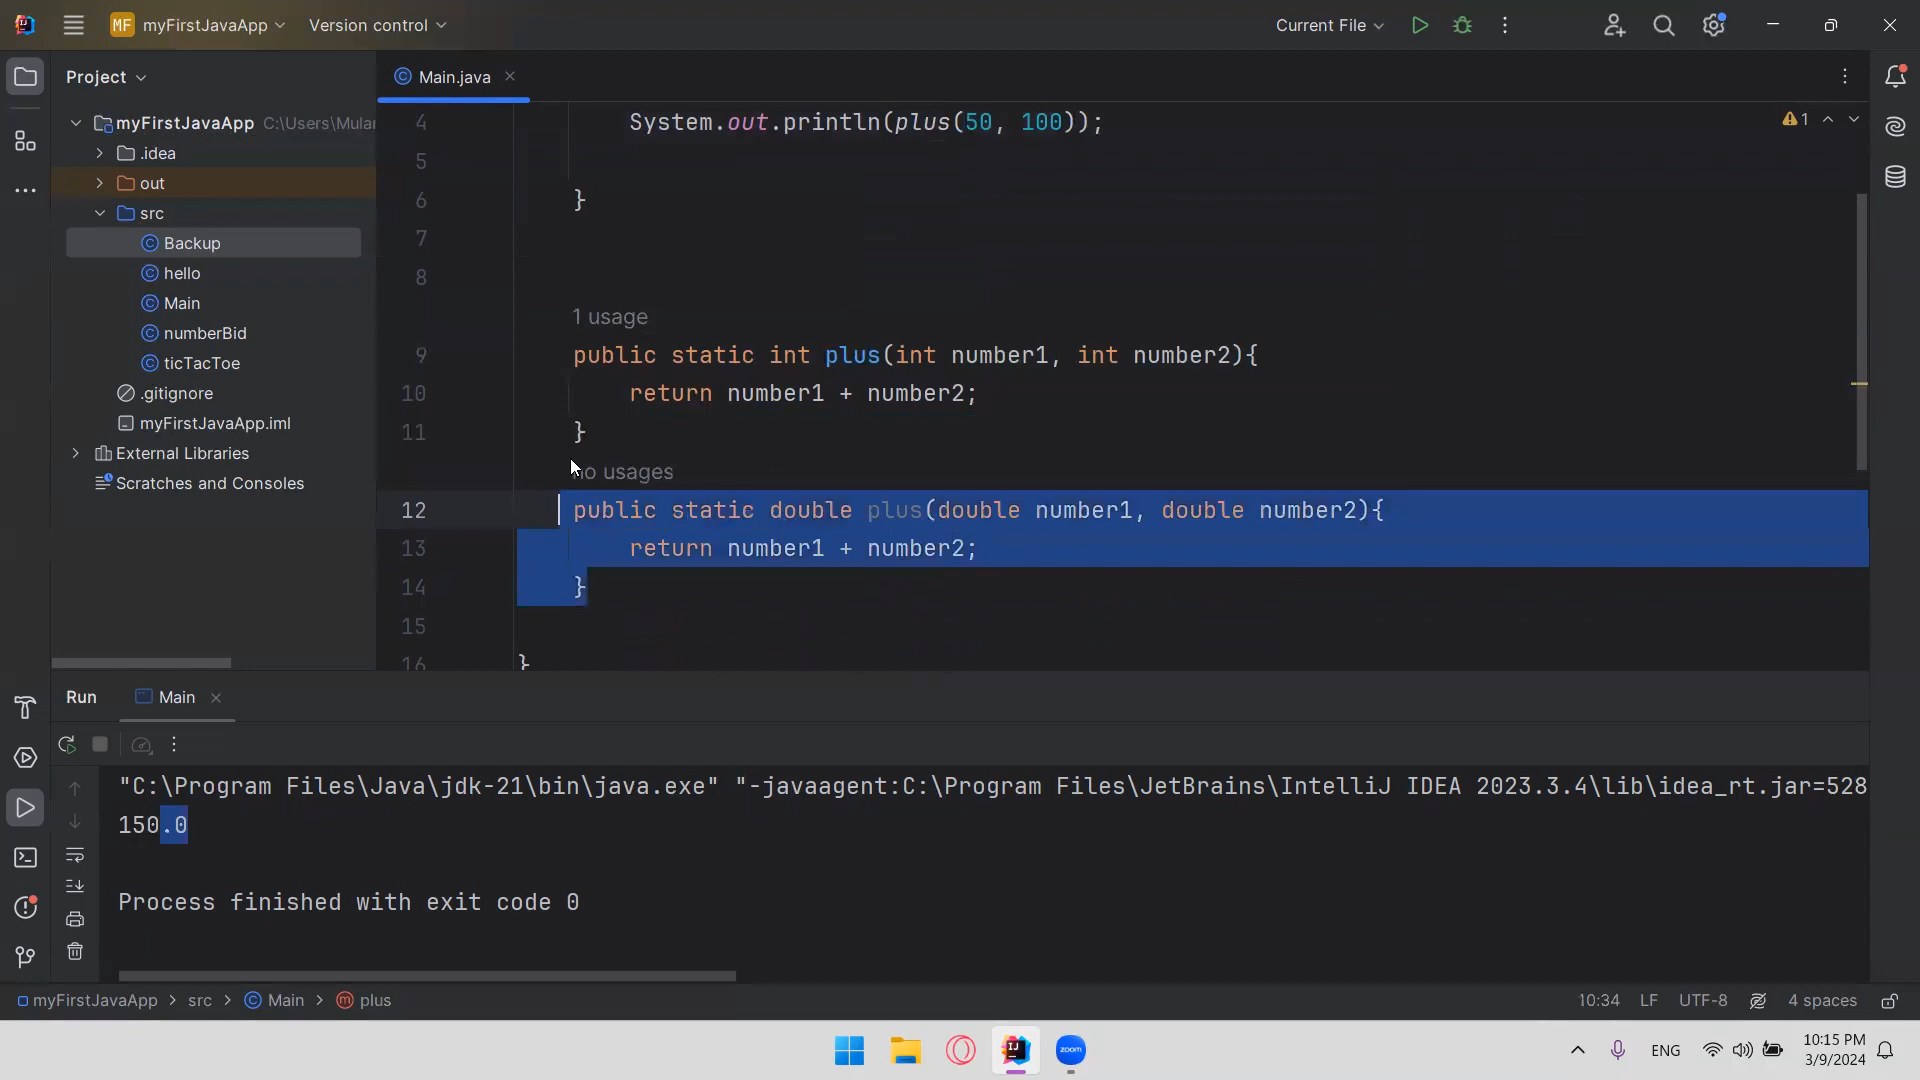 MF myFirstJavaApp Version control Current File
Project
Main.java
myFirstJavaApp C:\Users\Mular
.idea
out
src
Backup
hello
Main
numberBid
ticTacToe
.gitignore
myFirstJavaApp.iml
External Libraries
Scratches and Consoles
4 System.out.println(plus(50, 100));
1
5
6 }
7
8
1 usage
9 public static int plus(int number1, int number2){
10 return number1 + number2;
11 }
no usages
12 public static double plus(double number1, double number2){
13 return number1 + number2;
14 }
15
16 }
Run Main
"C:\Program Files\Java\jdk-21\bin\java.exe" "-javaagent:C:\Program Files\JetBrains\IntelliJ IDEA 2023.3.4\lib\idea_rt.jar=528
150.0
Process finished with exit code 0
myFirstJavaApp > src > Main > plus 10:34 LF UTF-8 4 spaces
IJ zoom ENG 10:15 PM
3/9/2024